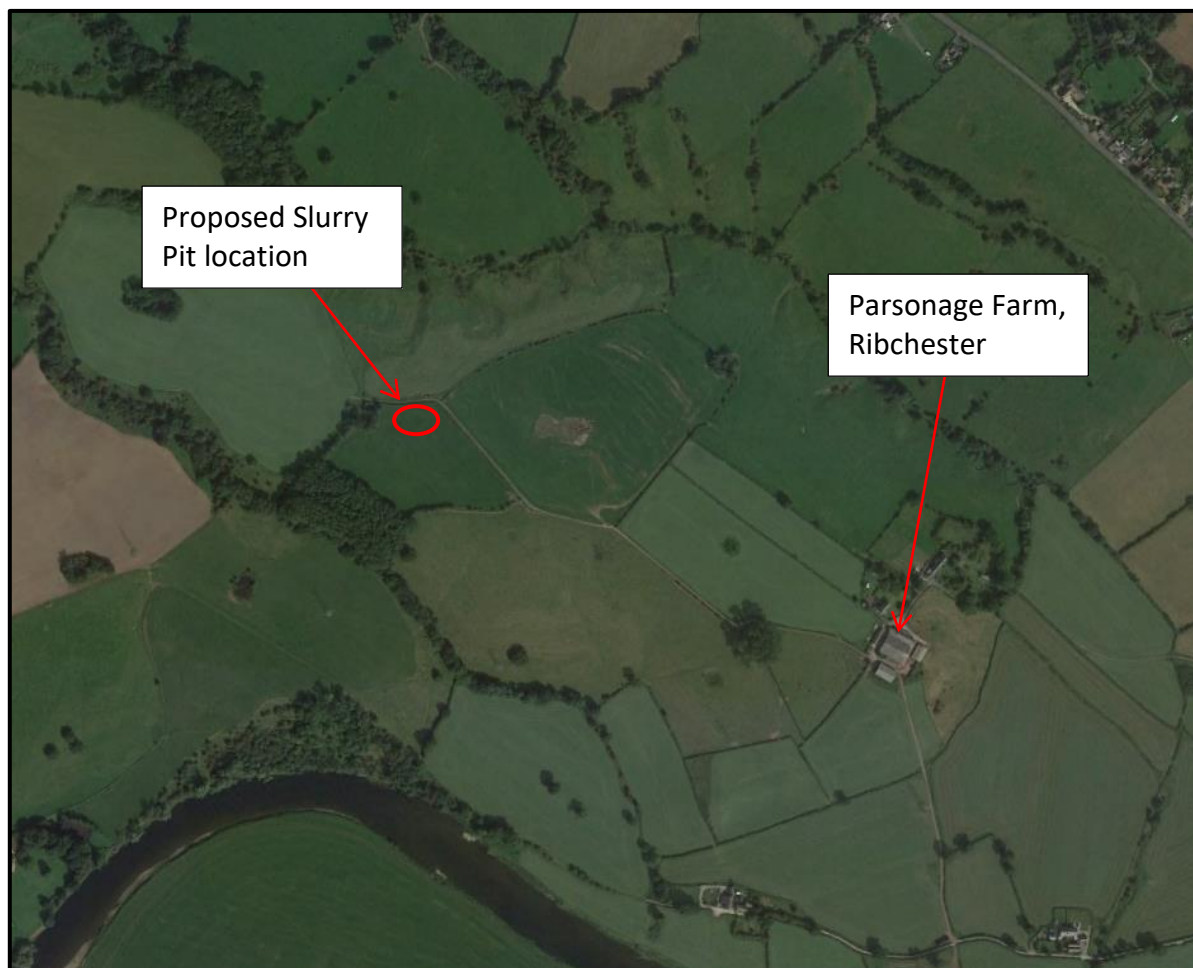 Proposed Slurry
Pit location
Parsonage Farm,
Ribchester